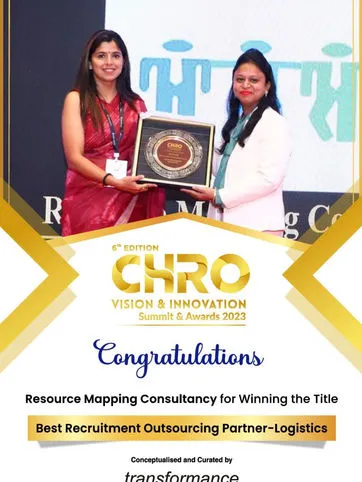 CHRO
6th EDITION
CHRO
VISION & INNOVATION
Summit & Awards 2023
Congratulations
Resource Mapping Consultancy for Winning the Title
Best Recruitment Outsourcing Partner-Logistics
Conceptualised and Curated by
transformance